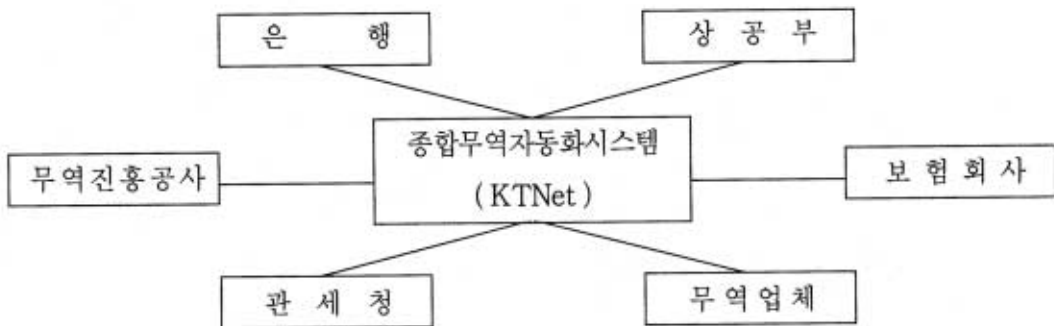 은 행
상 공 부
종합무역자동화시스템
(KTNet)
무역진흥공사
보 험 회 사
관 세 청
무 역 업 체